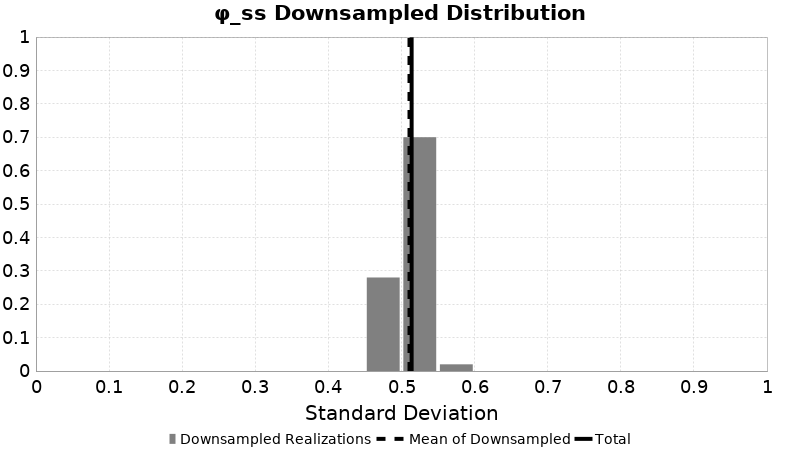 φ_ss Downsampled Distribution
1
0.9
0.8
0.7
0.6
0.5
0.4
0.3
0.2
0.1
0
0 0.1 0.2 0.3 0.4 0.5 0.6 0.7 0.8 0.9 1
Standard Deviation
Downsampled Realizations Mean of Downsampled Total